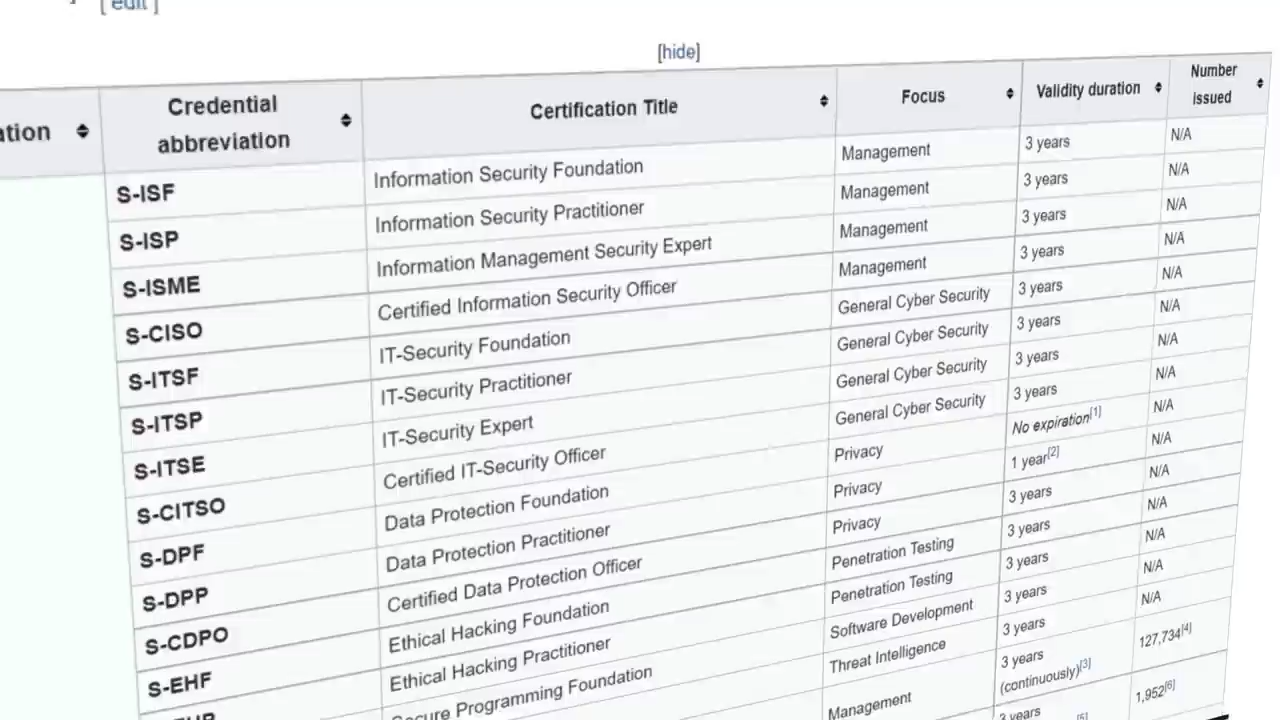 [edit]
[hide]
ation Credential abbreviation Certification Title Focus Validity duration Number issued
S-ISF Information Security Foundation Management 3 years N/A
S-ISP Information Security Practitioner Management 3 years N/A
S-ISME Information Management Security Expert Management 3 years N/A
S-CISO Certified Information Security Officer Management 3 years N/A
S-ITSF IT-Security Foundation General Cyber Security 3 years N/A
S-ITSP IT-Security Practitioner General Cyber Security 3 years N/A
S-ITSE IT-Security Expert General Cyber Security 3 years N/A
S-CITSO Certified IT-Security Officer General Cyber Security 3 years N/A
S-DPF Data Protection Foundation Privacy No expiration[1] N/A
S-DPP Data Protection Practitioner Privacy 1 year[2] N/A
S-CDPO Certified Data Protection Officer Privacy 3 years N/A
S-EHF Ethical Hacking Foundation Penetration Testing 3 years N/A
Ethical Hacking Practitioner Penetration Testing 3 years N/A
Secure Programming Foundation Software Development 3 years N/A
Threat Intelligence 3 years N/A
Management 3 years (continuously)[3] 127,734[4]
3 years [5] 1,952[6]